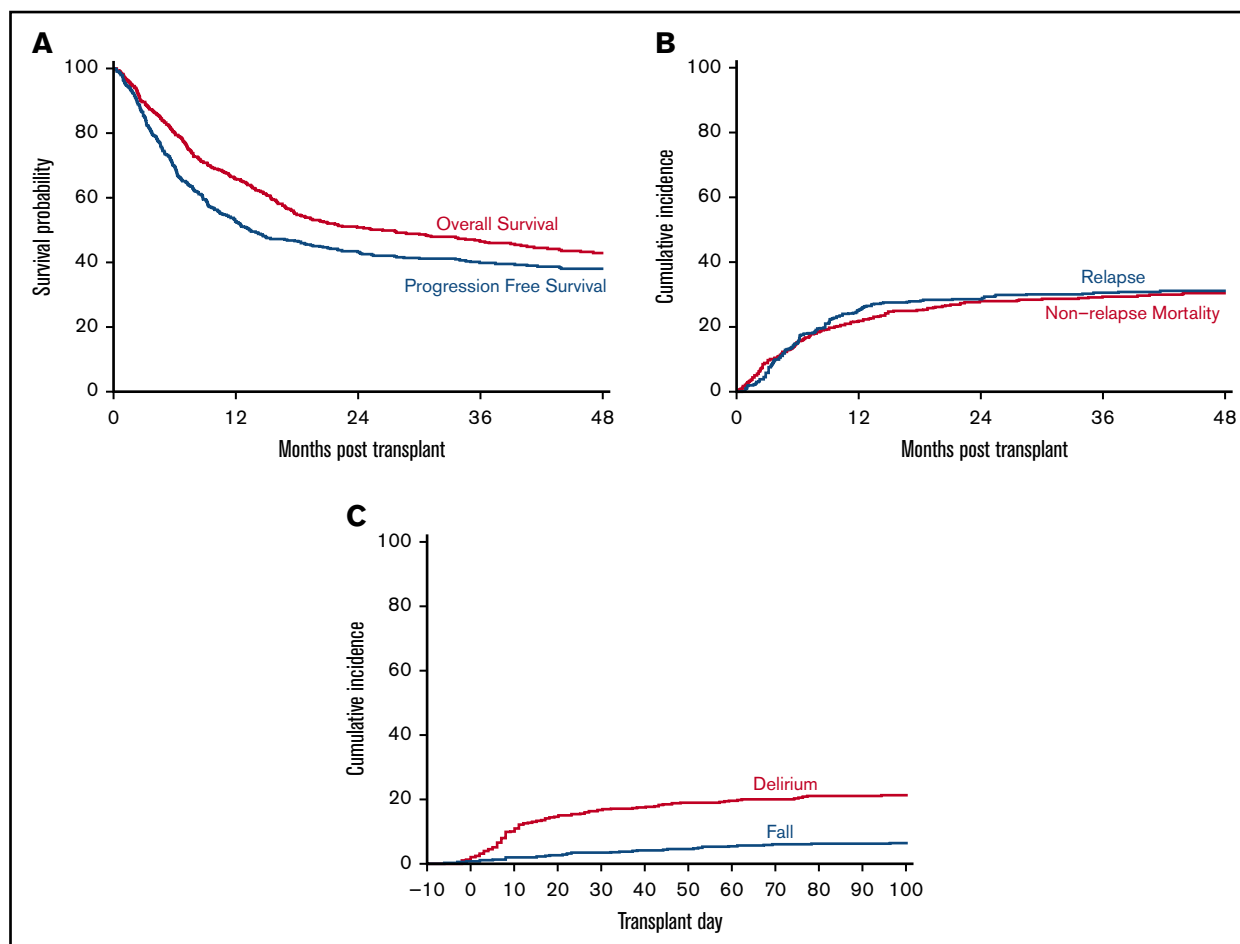 A
Survival probability
100
80
60
40
20
0
Overall Survival
Progression Free Survival
0 12 24 36 48
Months post transplant
B
Cumulative incidence
100
80
60
40
20
0
Relapse
Non–relapse Mortality
0 12 24 36 48
Months post transplant
C
Cumulative incidence
100
80
60
40
20
0
Delirium
Fall
–10 0 10 20 30 40 50 60 70 80 90 100
Transplant day